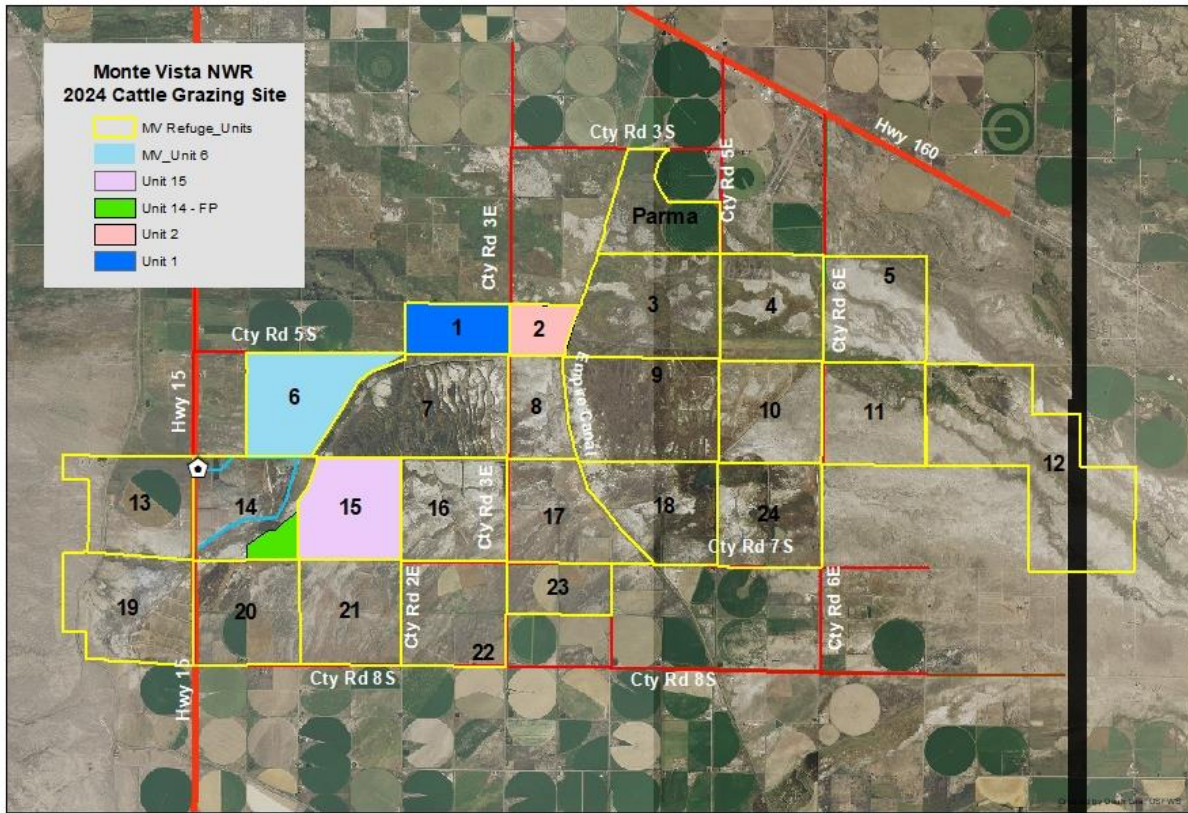 Monte Vista NWR
2024 Cattle Grazing Site
MV Refuge_Units
MV_Unit 6
Unit 15
Unit 14 - FP
Unit 2
Unit 1
Hwy 160
Cty Rd 3S
Cty Rd 5E
Parma
Cty Rd 3E
5
3
4
Cty Rd 6E
Cty Rd 5S
1
2
Hwy 15
6
7
8
Empire Canal
9
10
11
12
13
14
15
16
Cty Rd 3E
17
18
24
Cty Rd 7S
19
20
21
Cty Rd 2E
22
23
Cty Rd 6E
Hwy 15
Cty Rd 8S
Cty Rd 8S